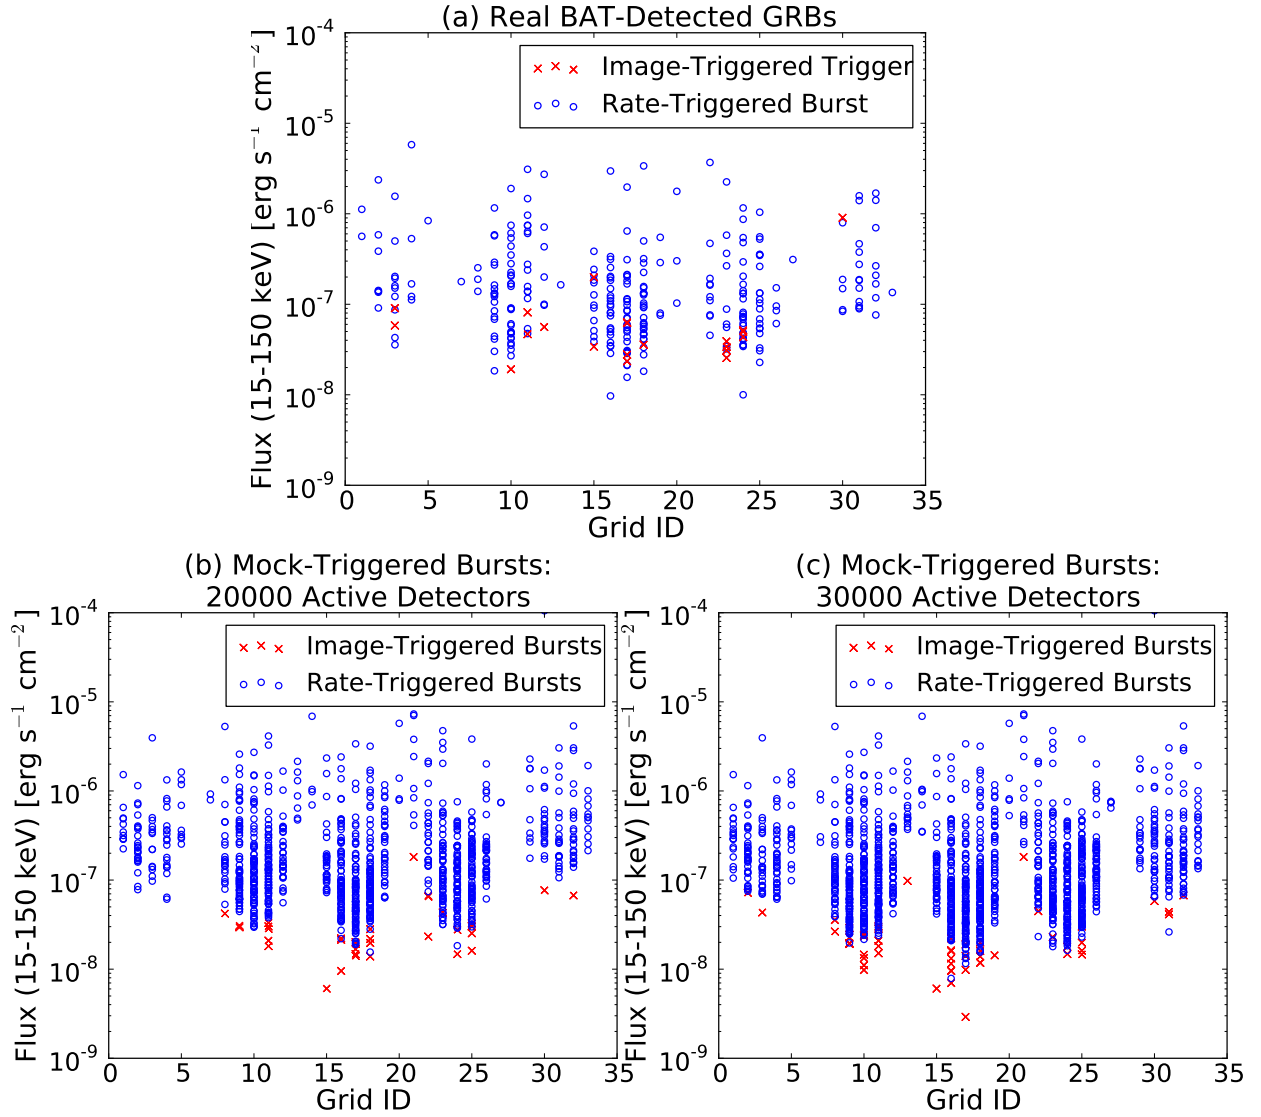 (a) Real BAT-Detected GRBs
Flux (15-150 keV) [erg s⁻¹ cm⁻²]
10⁻⁴
10⁻⁵
10⁻⁶
10⁻⁷
10⁻⁸
10⁻⁹
Image-Triggered Trigger
Rate-Triggered Burst
0 5 10 15 20 25 30 35
Grid ID
(b) Mock-Triggered Bursts:
20000 Active Detectors
Flux (15-150 keV) [erg s⁻¹ cm⁻²]
10⁻⁴
10⁻⁵
10⁻⁶
10⁻⁷
10⁻⁸
10⁻⁹
Image-Triggered Bursts
Rate-Triggered Bursts
0 5 10 15 20 25 30 35
Grid ID
(c) Mock-Triggered Bursts:
30000 Active Detectors
Flux (15-150 keV) [erg s⁻¹ cm⁻²]
10⁻⁴
10⁻⁵
10⁻⁶
10⁻⁷
10⁻⁸
10⁻⁹
Image-Triggered Bursts
Rate-Triggered Bursts
0 5 10 15 20 25 30 35
Grid ID